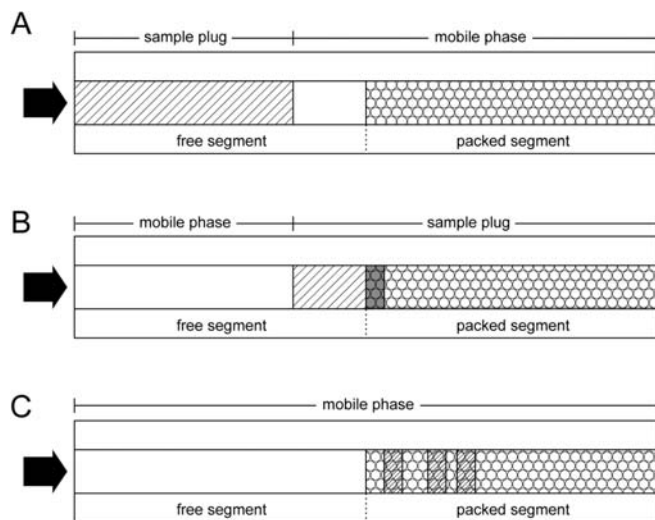 A
sample plug mobile phase
free segment packed segment
B
mobile phase sample plug
free segment packed segment
C
mobile phase
free segment packed segment